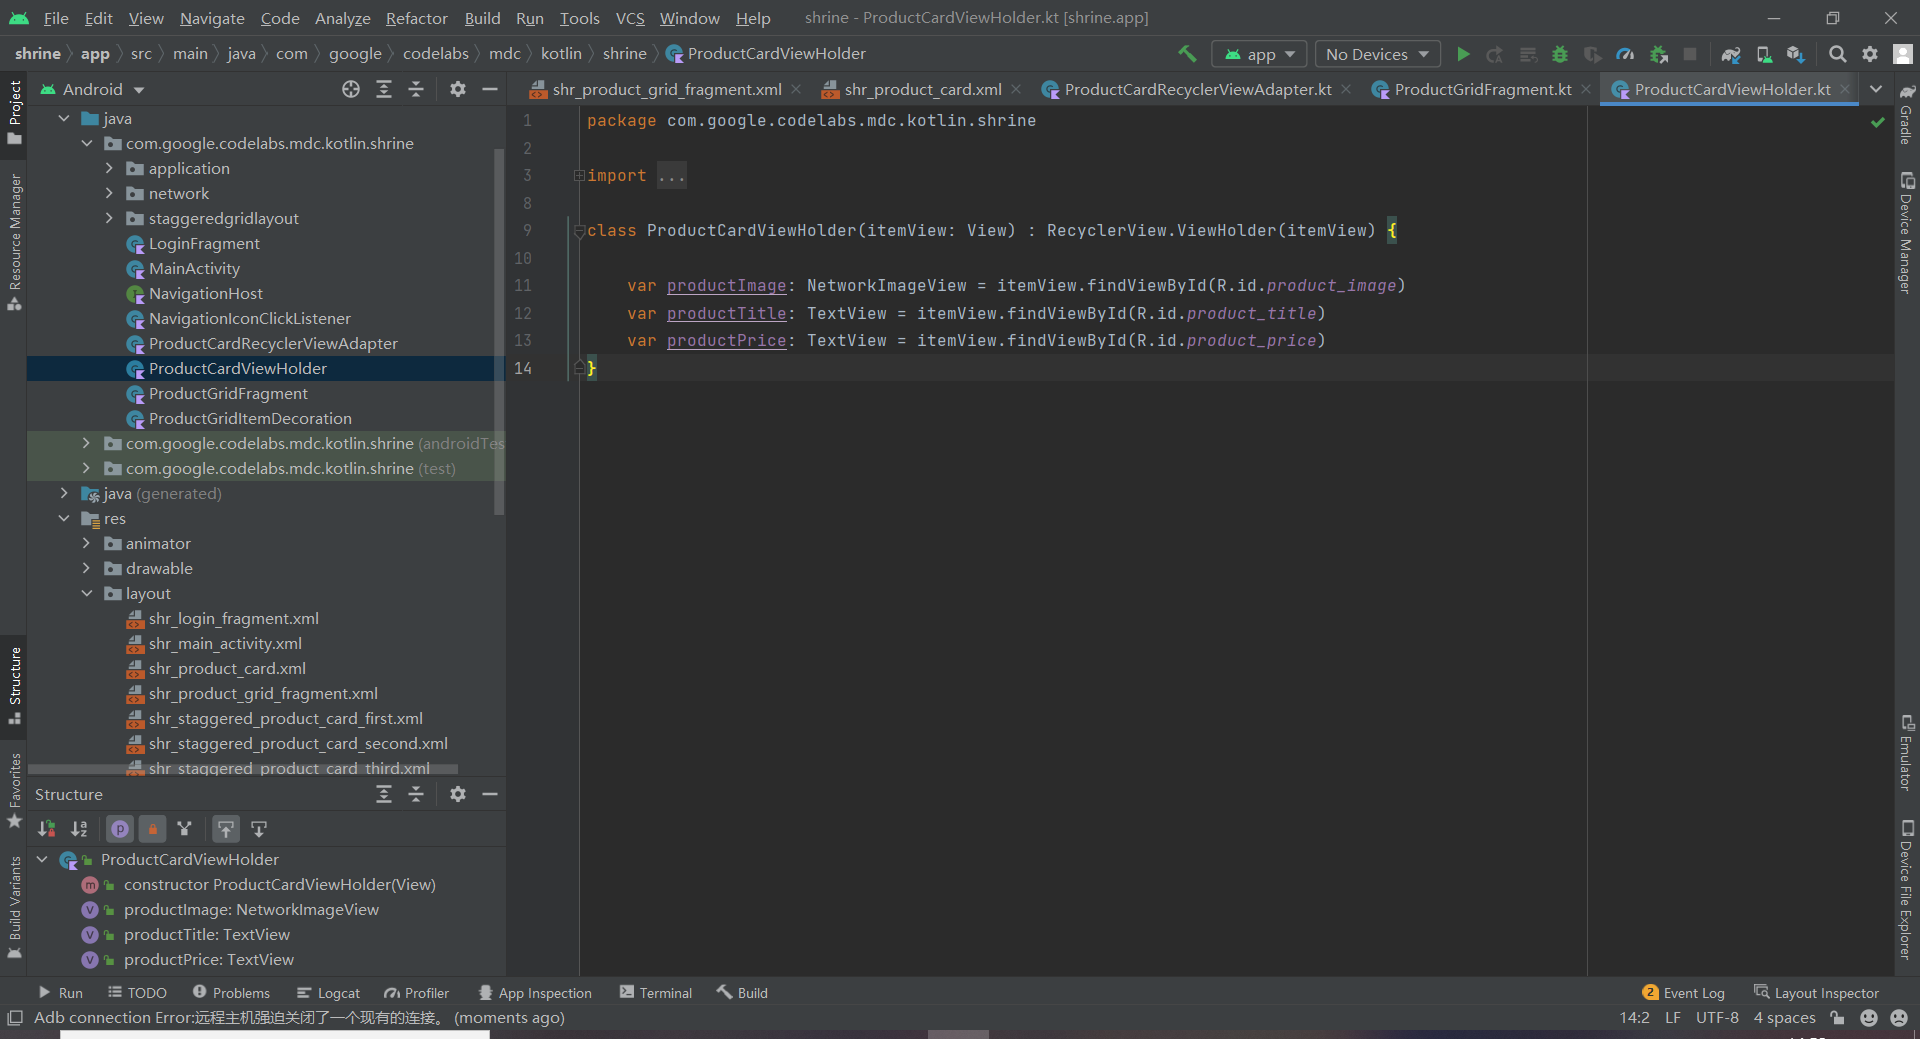 File Edit View Navigate Code Analyze Refactor Build Run Tools VCS Window Help shrine - ProductCardViewHolder.kt [shrine.app]
shrine app src main java com google codelabs mdc kotlin shrine ProductCardViewHolder app No Devices
Project
Resource Manager
Structure
Favorites
Build Variants
Android
java
com.google.codelabs.mdc.kotlin.shrine
application
network
staggeredgridlayout
LoginFragment
MainActivity
NavigationHost
NavigationIconClickListener
ProductCardRecyclerViewAdapter
ProductCardViewHolder
ProductGridFragment
ProductGridItemDecoration
com.google.codelabs.mdc.kotlin.shrine (androidTes
com.google.codelabs.mdc.kotlin.shrine (test)
java (generated)
res
animator
drawable
layout
shr_login_fragment.xml
shr_main_activity.xml
shr_product_card.xml
shr_product_grid_fragment.xml
shr_staggered_product_card_first.xml
shr_staggered_product_card_second.xml
shr_staggered_product_card_third.xml
Structure
ProductCardViewHolder
constructor ProductCardViewHolder(View)
productImage: NetworkImageView
productTitle: TextView
productPrice: TextView
shr_product_grid_fragment.xml shr_product_card.xml ProductCardRecyclerViewAdapter.kt ProductGridFragment.kt ProductCardViewHolder.kt
1 package com.google.codelabs.mdc.kotlin.shrine
2
3 import ...
8
9 class ProductCardViewHolder(itemView: View) : RecyclerView.ViewHolder(itemView) {
10
11 var productImage: NetworkImageView = itemView.findViewById(R.id.product_image)
12 var productTitle: TextView = itemView.findViewById(R.id.product_title)
13 var productPrice: TextView = itemView.findViewById(R.id.product_price)
14 }
Gradle
Device Manager
Emulator
Device File Explorer
Run TODO Problems Logcat Profiler App Inspection Terminal Build 2 Event Log Layout Inspector
Adb connection Error:远程主机强迫关闭了一个现有的连接。 (moments ago) 14:2 LF UTF-8 4 spaces